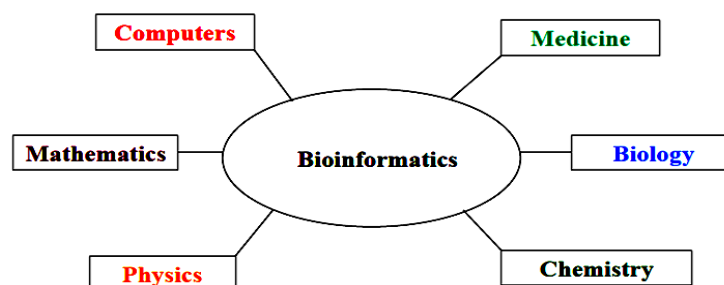 Computers
Medicine
Mathematics
Bioinformatics
Biology
Physics
Chemistry